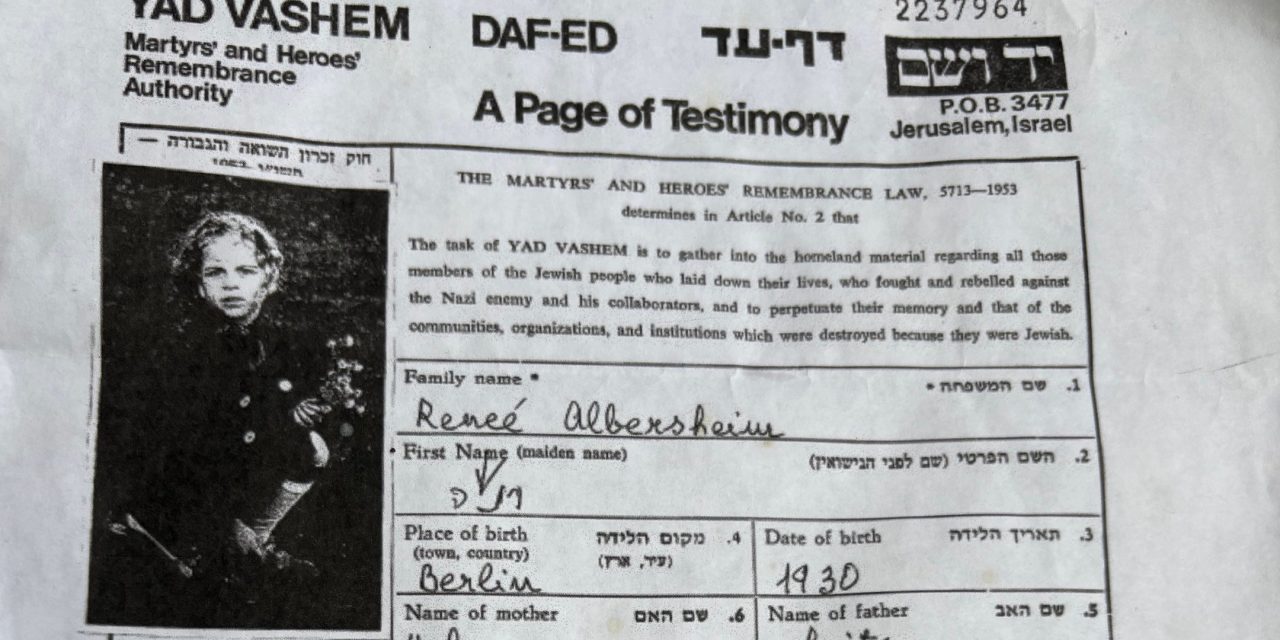 YAD VASHEM
Martyrs' and Heroes'
Remembrance
Authority
DAF-ED
דף-עד
A Page of Testimony
2237964
יד ושם
P.O.B. 3477
Jerusalem, Israel
חוק זכרון השואה והגבורה —
THE MARTYRS' AND HEROES' REMEMBRANCE LAW, 5713—1953
determines in Article No. 2 that
The task of YAD VASHEM is to gather into the homeland material regarding all those
members of the Jewish people who laid down their lives, who fought and rebelled against
the Nazi enemy and his collaborators, and to perpetuate their memory and that of the
communities, organizations, and institutions which were destroyed because they were Jewish.
Family name *
1. שם המשפחה *
Reneé Albersheim
First Name (maiden name)
2. השם הפרטי (שם לפני הנישואין)
Place of birth
(town, country)
4. מקום הלידה
(עיר, ארץ)
Berlin
Date of birth
3. תאריך הלידה
1930
Name of mother
6. שם האם
Name of father
5. שם האב